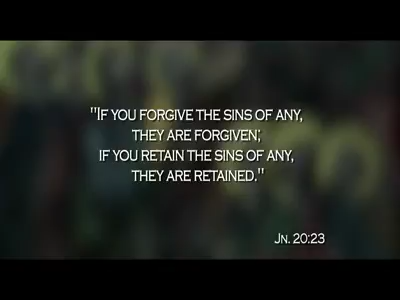 "If you forgive the sins of any,
they are forgiven;
if you retain the sins of any,
they are retained."
Jn. 20:23